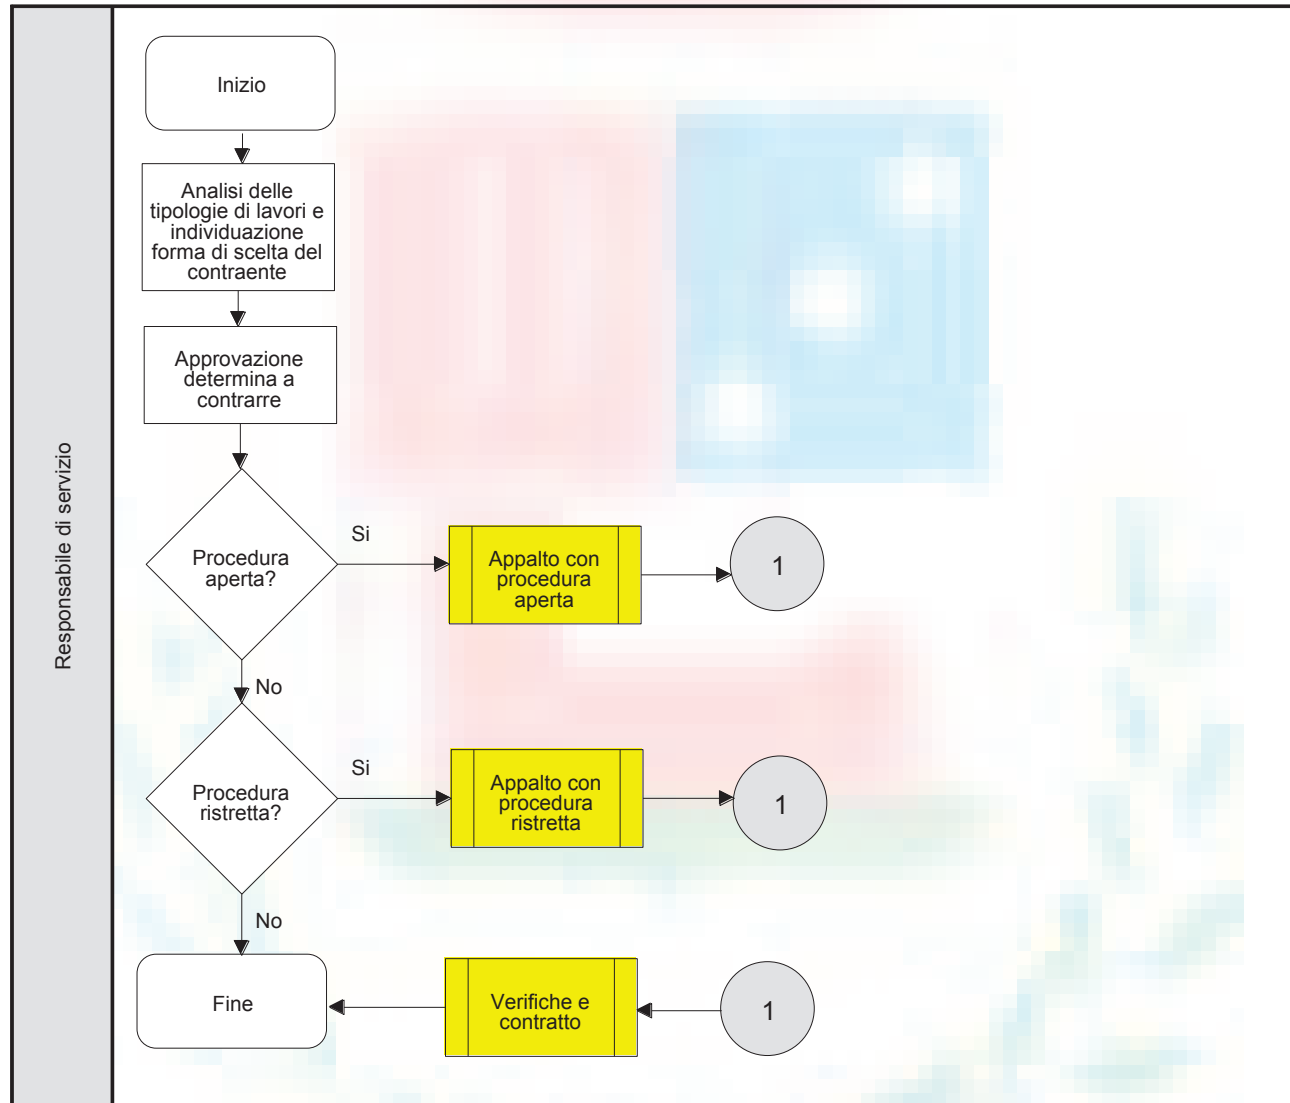 Responsabile di servizio
Inizio
Analisi delle
tipologie di lavori e
individuazione
forma di scelta del
contraente
Approvazione
determina a
contrarre
Procedura
aperta?
Si
Appalto con
procedura
aperta
1
No
Procedura
ristretta?
Si
Appalto con
procedura
ristretta
1
No
Fine
Verifiche e
contratto
1